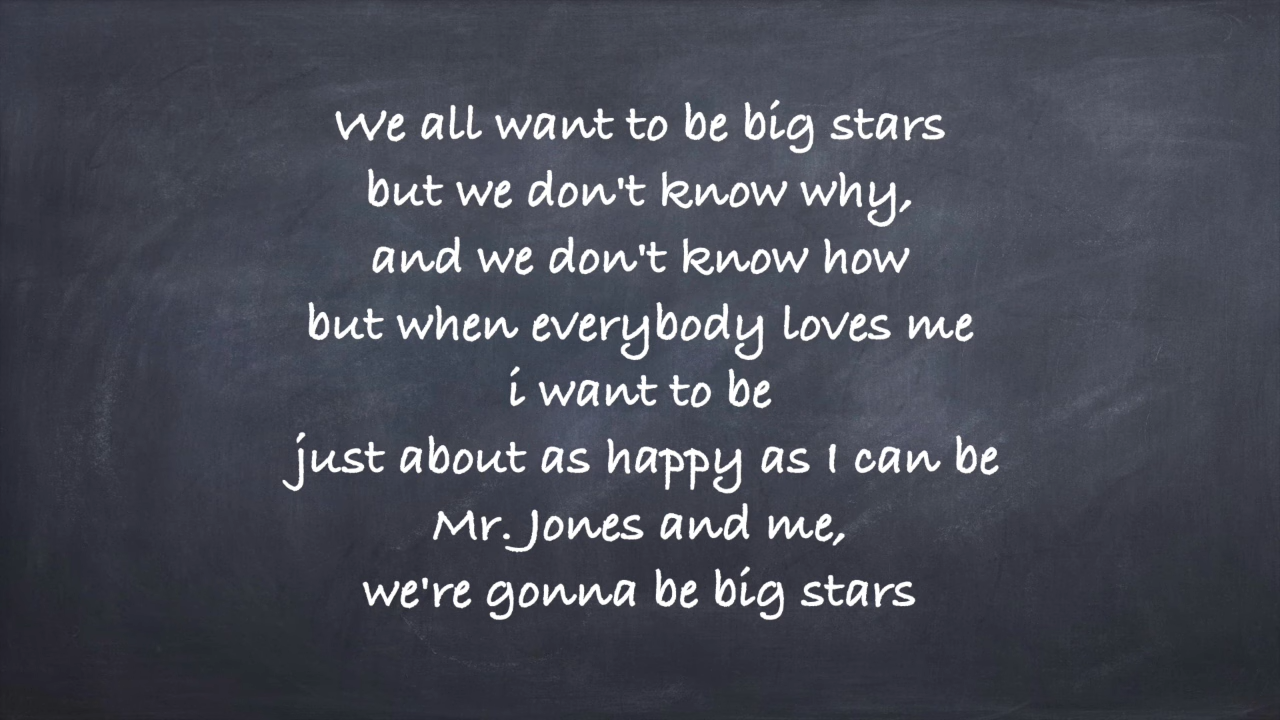 We all want to be big stars
but we don't know why,
and we don't know how
but when everybody loves me
i want to be
just about as happy as I can be
Mr. Jones and me,
we're gonna be big stars